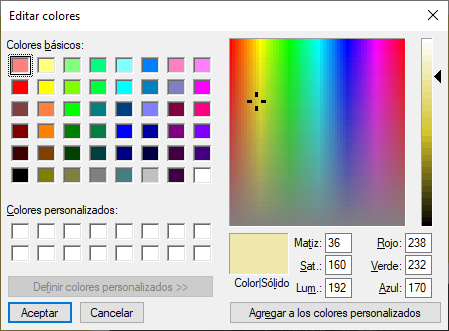 Editar colores
Colores básicos:
Colores personalizados:
Definir colores personalizados >>
Aceptar
Cancelar
Color|Sólido
Matiz: 36
Sat.: 160
Lum.: 192
Rojo: 238
Verde: 232
Azul: 170
Agregar a los colores personalizados